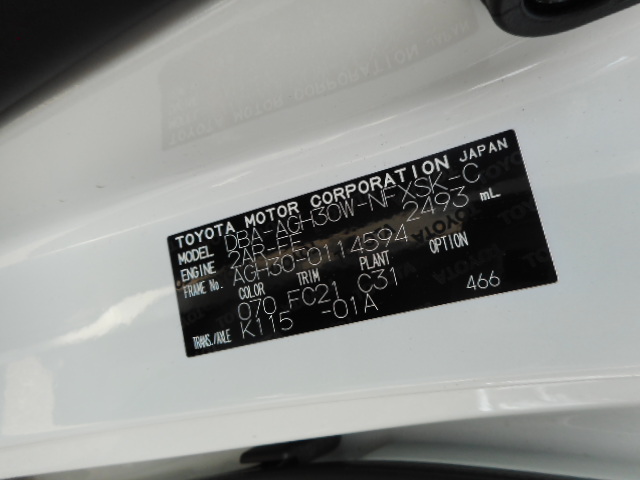 TOYOTA MOTOR CORPORATION JAPAN
MODEL DBA-AGH30W-NFXSK-C
ENGINE 2AR-FE 2493 mL
FRAME No. AGH30-0114594
COLOR TRIM PLANT OPTION
070 FC21 C31
TRANS./AXLE K115 -01A 466